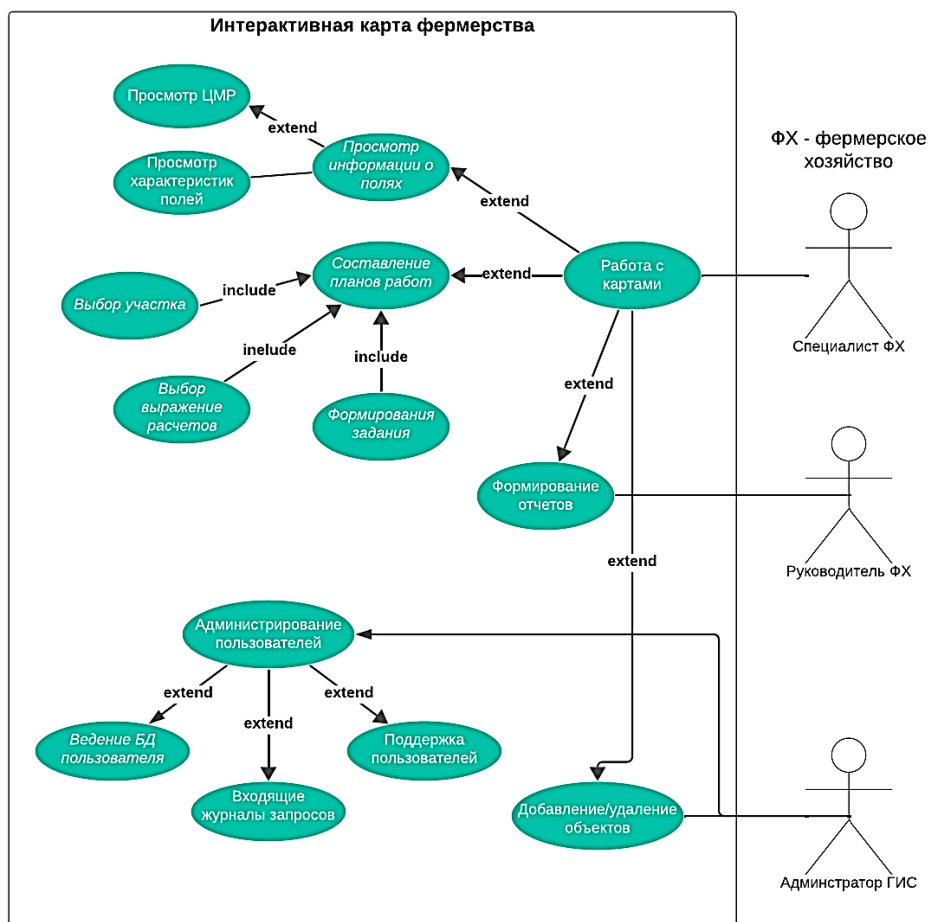 Интерактивная карта фермерства
Просмотр ЦМР
extend
Просмотр
характеристик
полей
Просмотр
информации о
полях
extend
ФХ - фермерское
хозяйство
Составление
планов работ
extend
Работа с
картами
Специалист ФХ
Выбор участка
include
inelude
include
Выбор
выражение
расчетов
Формирования
задания
extend
Формирование
отчетов
Руководитель ФХ
extend
Администрирование
пользователей
extend
extend
extend
Ведение БД
пользователя
Входящие
журналы запросов
Поддержка
пользователей
Добавление/удаление
объектов
Админстратор ГИС